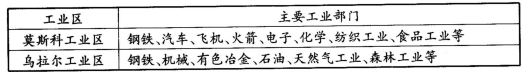 工业区 主要工业部门
莫斯科工业区 钢铁、汽车、飞机、火箭、电子、化学、纺织工业、食品工业等
乌拉尔工业区 钢铁、机械、有色冶金、石油、天然气工业、森林工业等